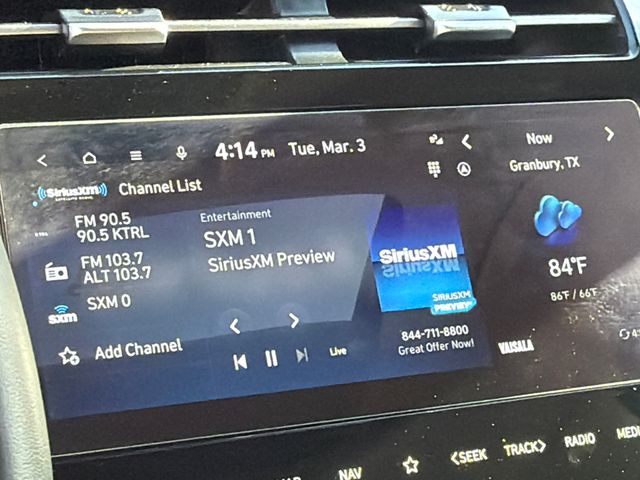 4:14 PM
Tue, Mar. 3
Now
Granbury, TX
SiriusXM
Channel List
FM 90.5
90.5 KTRL
FM 103.7
ALT 103.7
SXM 0
sxm
Add Channel
Entertainment
SXM 1
SiriusXM Preview
Live
SiriusXM
SIRIUSXM
PREVIEW
844-711-8800
Great Offer Now!
84°F
86°F / 66°F
VAISALA
NAV
<SEEK
TRACK>
RADIO